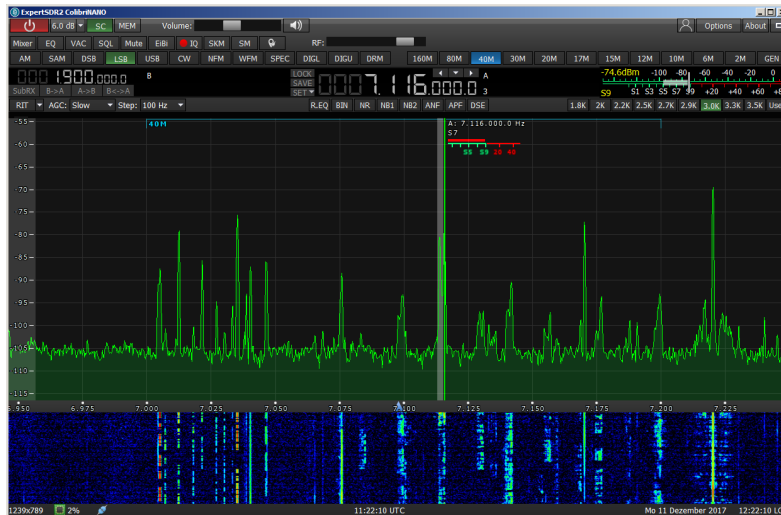 ExpertSDR2 ColibriNANO
6.0 dB SC MEM Volume: Options About
Mixer EQ VAC SQL Mute EiBi IQ SKM SM RF:
AM SAM DSB LSB USB CW NFM WFM SPEC DIGL DIGU DRM 160M 80M 40M 30M 20M 17M 15M 12M 10M 6M 2M GEN
0001900.000.0 B LOCK SAVE SET 0007.116.000.0 A 3 -74.6dBm -100 -80 -60 -40 -20 0
SubRX B->A A->B B<->A S9 S1 S3 S5 S7 S9 +20 +40 +60
RIT AGC: Slow Step: 100 Hz R.EQ BIN NR NB1 NB2 ANF APF DSE 1.8K 2K 2.2K 2.5K 2.7K 2.9K 3.0K 3.3K 3.5K Use
-55
40M A: 7.116.000.0 Hz
S7
-60
S5 S9 20 40
-65
-70
-75
-80
-85
-90
-95
-100
-105
-110
-115
6.950 6.975 7.000 7.025 7.050 7.075 7.100 7.125 7.150 7.175 7.200 7.225
1239x789 2% 11:22:10 UTC Mo 11 Dezember 2017 12:22:10 LO